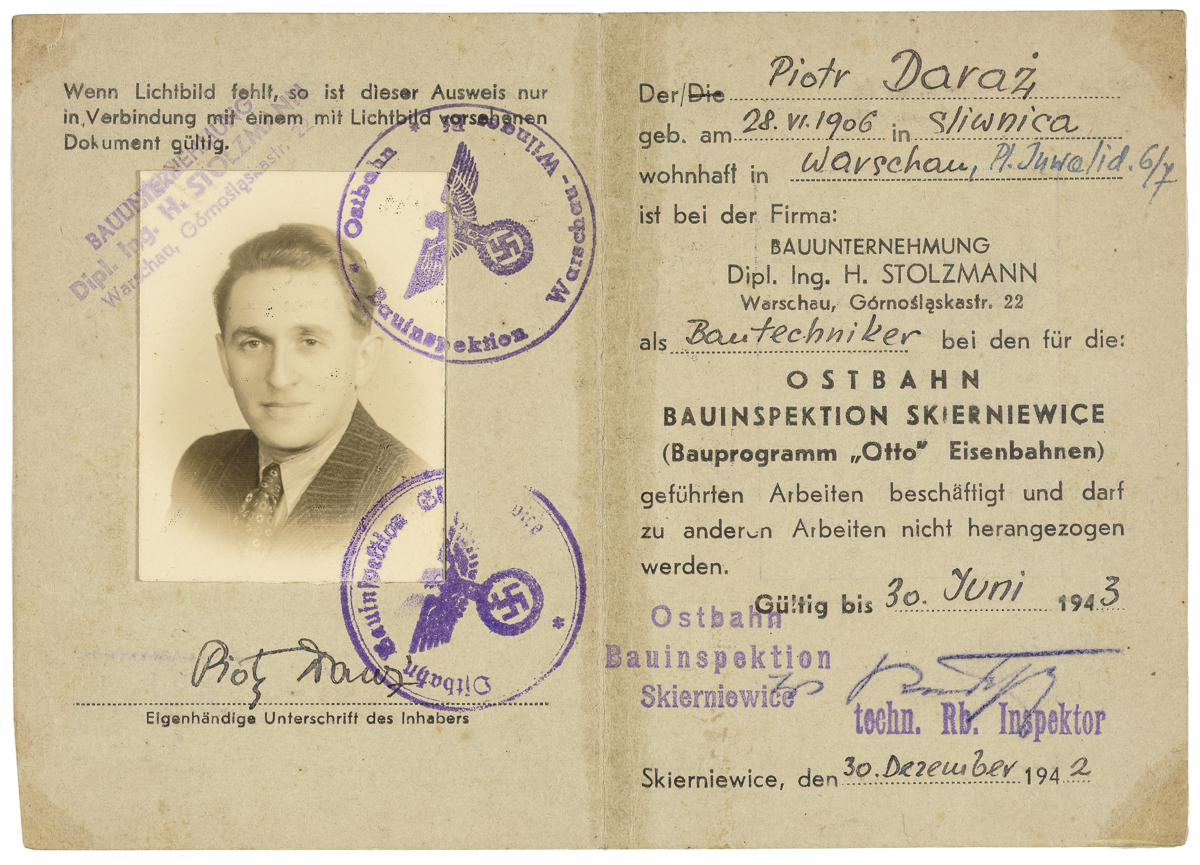 Wenn Lichtbild fehlt, so ist dieser Ausweis nur
in Verbindung mit einem mit Lichtbild vorsehenen
Dokument gültig.
BAUUNTERNEHMUNG
Dipl. Ing. H. STOLZMANN
Warschau, Górnośląskastr. 22
Ostbahn
* Bauinspektion *
Warschau-Wilnaer Bf.
Ostbahn Bauinspektion
*
Piotr Daraż
Eigenhändige Unterschrift des Inhabers
Der/Die Piotr Daraż
geb. am 28.VI.1906 in Sliwnica
wohnhaft in Warschau, Pl. Inwalid. 6/7
ist bei der Firma:
BAUUNTERNEHMUNG
Dipl. Ing. H. STOLZMANN
Warschau, Górnośląskastr. 22
als Bautechniker bei den für die:
OSTBAHN
BAUINSPEKTION SKIERNIEWICE
(Bauprogramm „Otto" Eisenbahnen)
geführten Arbeiten beschäftigt und darf
zu anderen Arbeiten nicht herangezogen
werden.
Gültig bis 30. Juni 1943
Ostbahn
Bauinspektion
Skierniewice
techn. Rb. Inspektor
Skierniewice, den 30. Dezember 1942